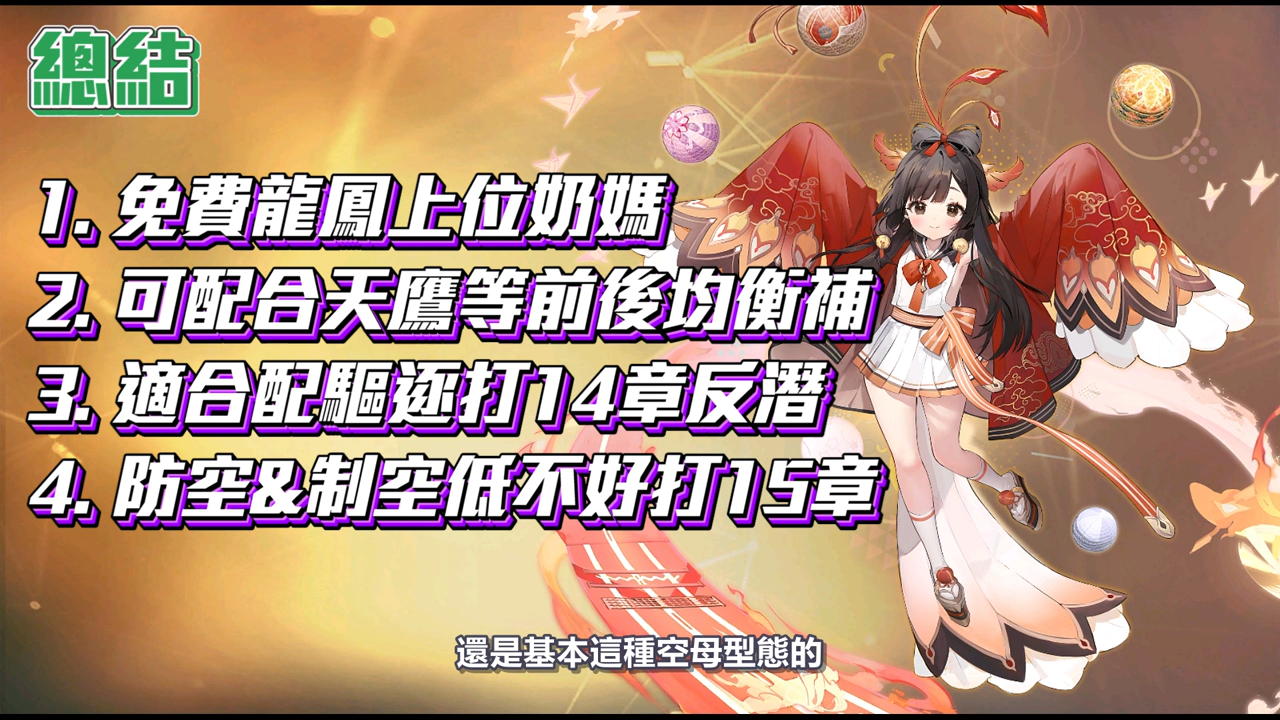 總結
1. 免費龍鳳上位奶媽
2. 可配合天鷹等前後均衡補
3. 適合配驅逐打14章反潛
4. 防空&制空低不好打15章
還是基本這種空母型態的